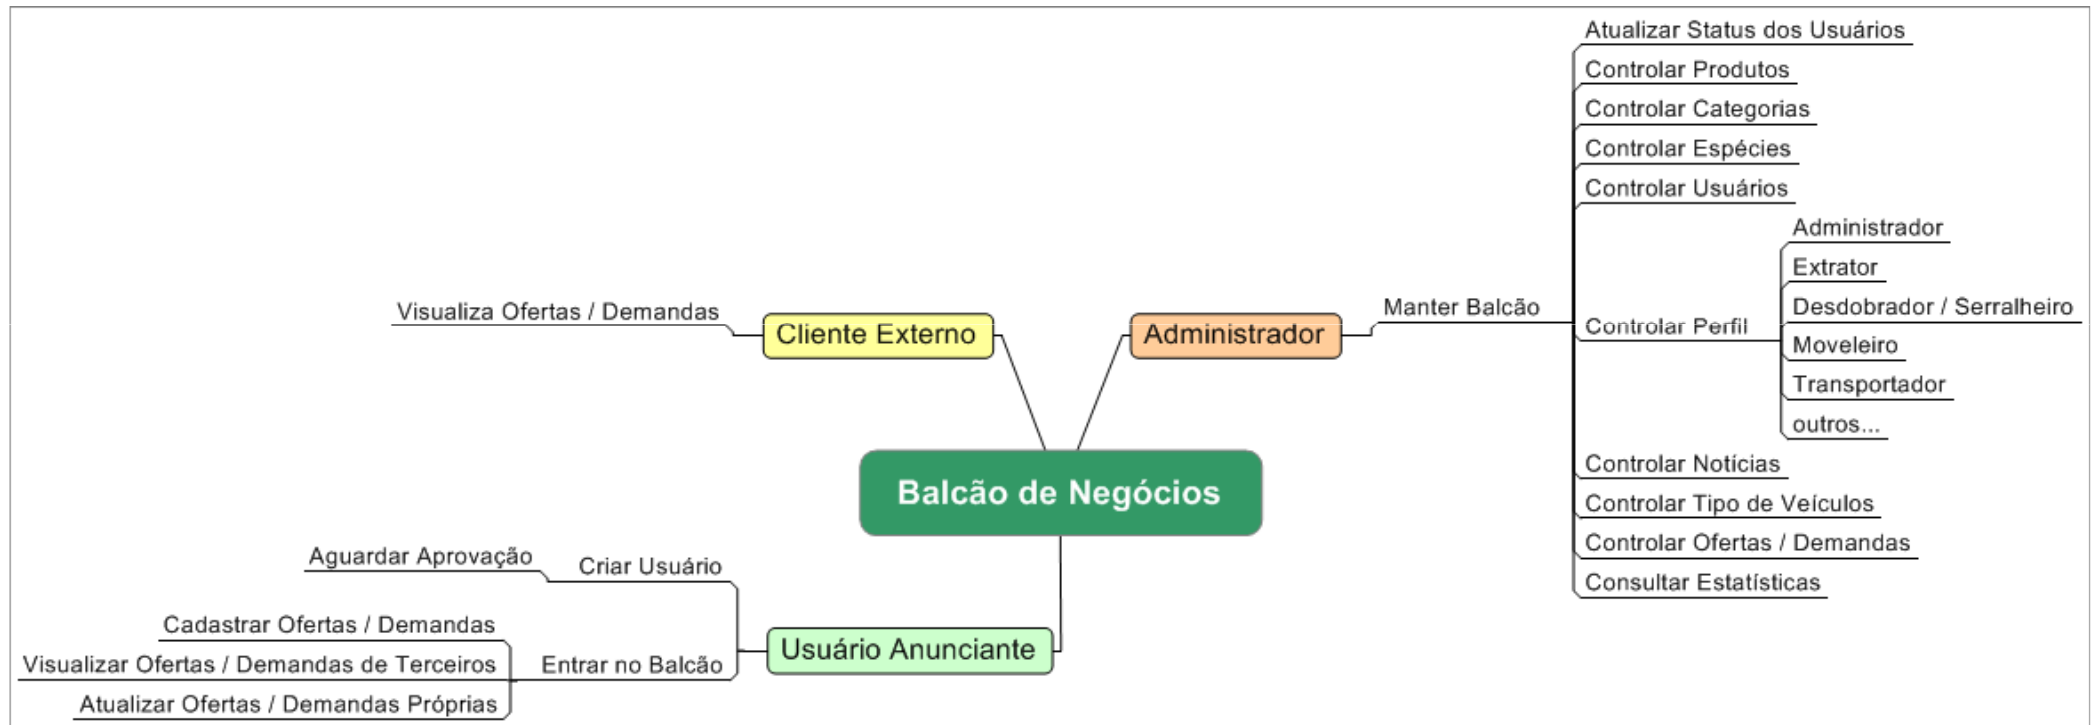 Atualizar Status dos Usuários
Controlar Produtos
Controlar Categorias
Controlar Espécies
Controlar Usuários
Administrador
Extrator
Desdobrador / Serralheiro
Controlar Perfil
Moveleiro
Transportador
outros...
Controlar Notícias
Controlar Tipo de Veículos
Controlar Ofertas / Demandas
Consultar Estatísticas
Manter Balcão
Administrador
Visualiza Ofertas / Demandas
Cliente Externo
Balcão de Negócios
Aguardar Aprovação
Criar Usuário
Cadastrar Ofertas / Demandas
Visualizar Ofertas / Demandas de Terceiros
Atualizar Ofertas / Demandas Próprias
Entrar no Balcão
Usuário Anunciante